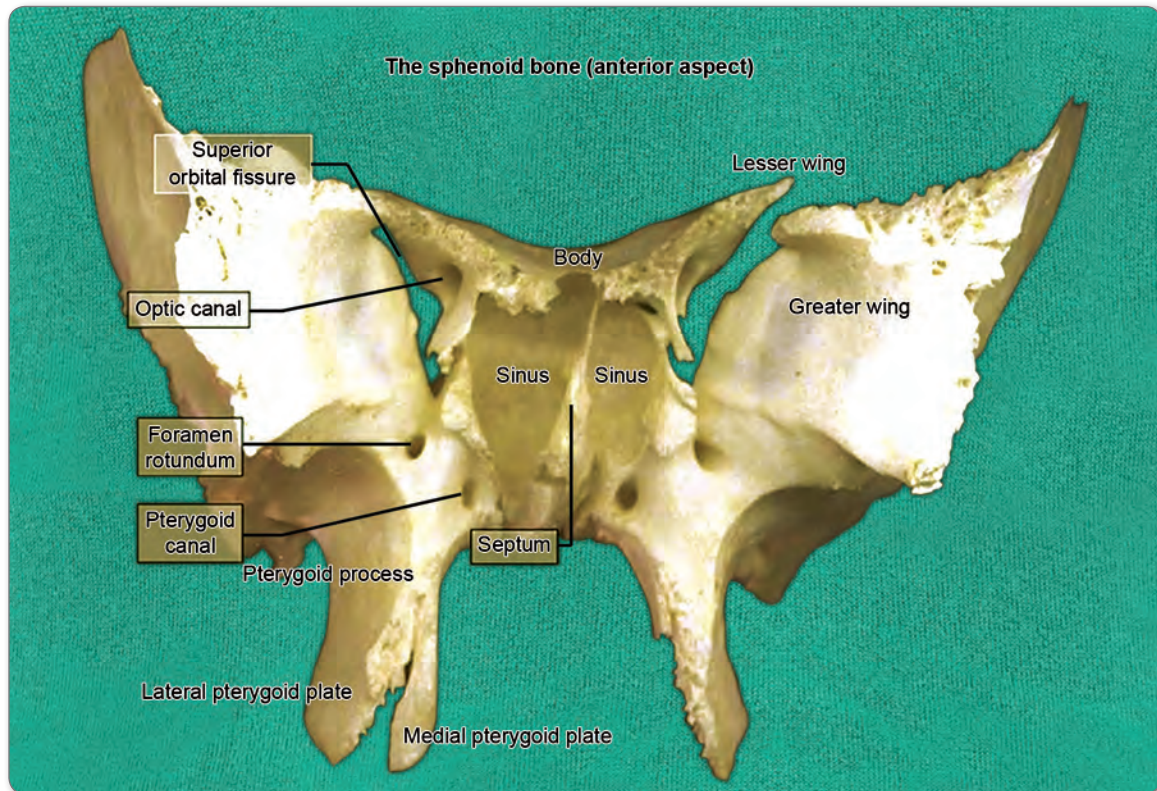 The sphenoid bone (anterior aspect)
Superior
orbital fissure
Lesser wing
Body
Optic canal
Greater wing
Sinus
Sinus
Foramen
rotundum
Pterygoid
canal
Septum
Pterygoid process
Lateral pterygoid plate
Medial pterygoid plate